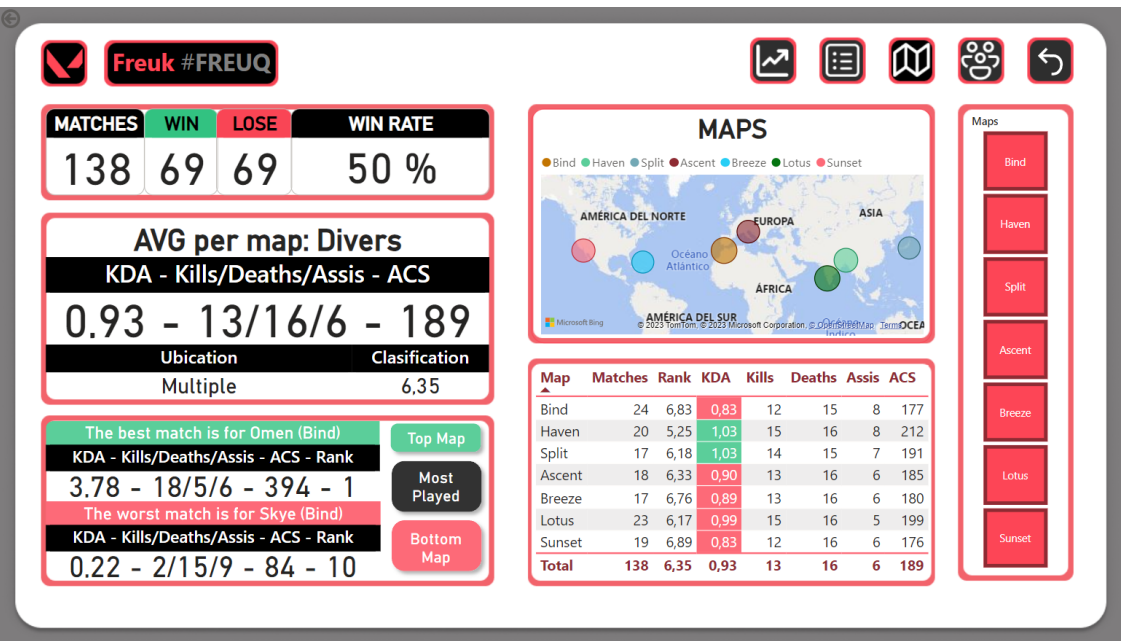 Freuk #FREUQ
MATCHES WIN LOSE WIN RATE
138 69 69 50 %
AVG per map: Divers
KDA - Kills/Deaths/Assis - ACS
0,93 - 13/16/6 - 189
Ubication Clasification
Multiple 6,35
The best match is for Omen (Bind)
KDA - Kills/Deaths/Assis - ACS - Rank
3,78 - 18/5/6 - 394 - 1
The worst match is for Skye (Bind)
KDA - Kills/Deaths/Assis - ACS - Rank
0,22 - 2/15/9 - 84 - 10
Top Map
Most
Played
Bottom
Map
MAPS
Bind Haven Split Ascent Breeze Lotus Sunset
AMÉRICA DEL NORTE
EUROPA
ASIA
Océano
Atlántico
ÁFRICA
AMÉRICA DEL SUR
Océano
Índico
OCEA
Microsoft Bing
© 2023 TomTom, © 2023 Microsoft Corporation, © OpenStreetMap Terms
Map Matches Rank KDA Kills Deaths Assis ACS
Bind 24 6,83 0,83 12 15 8 177
Haven 20 5,25 1,03 15 16 8 212
Split 17 6,18 1,03 14 15 7 191
Ascent 18 6,33 0,90 13 16 6 185
Breeze 17 6,76 0,89 13 16 6 180
Lotus 23 6,17 0,99 15 16 5 199
Sunset 19 6,89 0,83 12 16 6 176
Total 138 6,35 0,93 13 16 6 189
Maps
Bind
Haven
Split
Ascent
Breeze
Lotus
Sunset